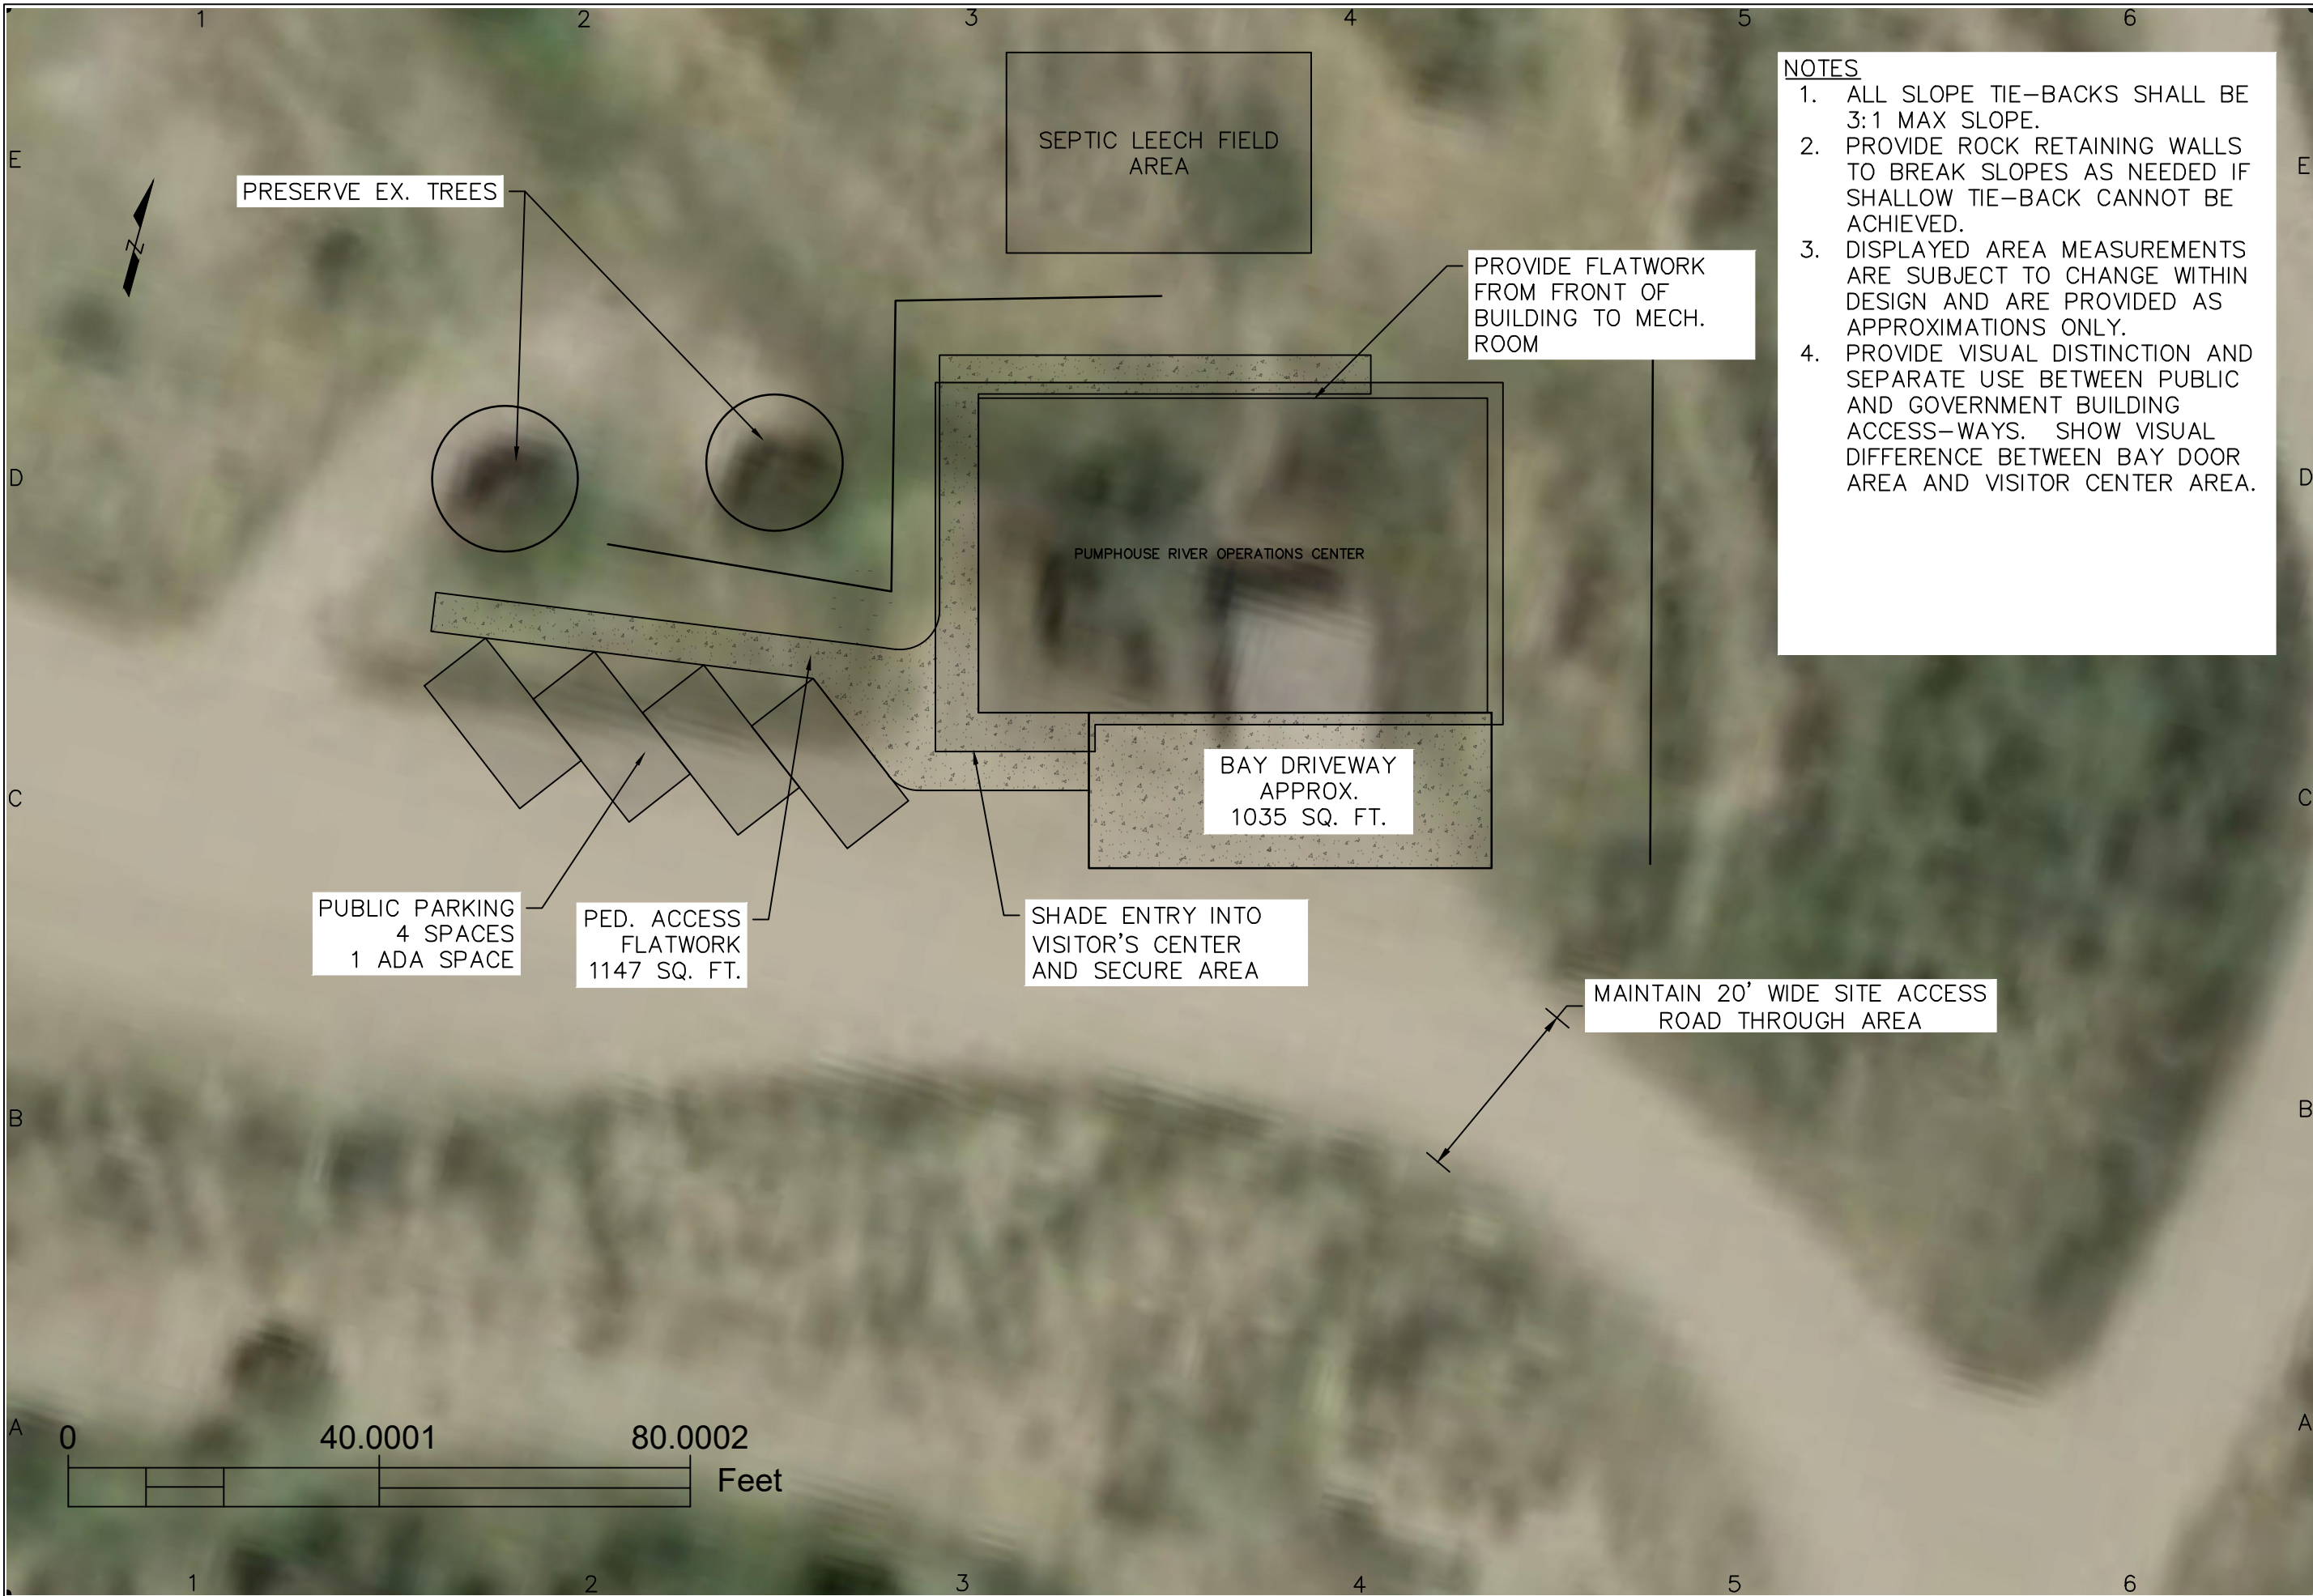 1 2 3 4 5 6
NOTES
1. ALL SLOPE TIE-BACKS SHALL BE
3:1 MAX SLOPE.
2. PROVIDE ROCK RETAINING WALLS
TO BREAK SLOPES AS NEEDED IF
SHALLOW TIE-BACK CANNOT BE
ACHIEVED.
3. DISPLAYED AREA MEASUREMENTS
ARE SUBJECT TO CHANGE WITHIN
DESIGN AND ARE PROVIDED AS
APPROXIMATIONS ONLY.
4. PROVIDE VISUAL DISTINCTION AND
SEPARATE USE BETWEEN PUBLIC
AND GOVERNMENT BUILDING
ACCESS-WAYS. SHOW VISUAL
DIFFERENCE BETWEEN BAY DOOR
AREA AND VISITOR CENTER AREA.
SEPTIC LEECH FIELD
AREA
E
E
PRESERVE EX. TREES
N
PROVIDE FLATWORK
FROM FRONT OF
BUILDING TO MECH.
ROOM
D
D
PUMPHOUSE RIVER OPERATIONS CENTER
BAY DRIVEWAY
APPROX.
1035 SQ. FT.
C
C
PUBLIC PARKING
4 SPACES
1 ADA SPACE
PED. ACCESS
FLATWORK
1147 SQ. FT.
SHADE ENTRY INTO
VISITOR'S CENTER
AND SECURE AREA
MAINTAIN 20' WIDE SITE ACCESS
ROAD THROUGH AREA
B
B
A
A
0 40.0001 80.0002
Feet
1 2 3 4 5 6